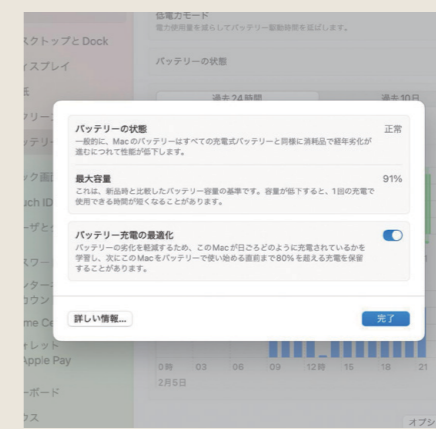 低電力モード
電力使用量を減らしてバッテリー駆動時間を延ばします。
スクトップとDock
ィスプレイ
バッテリーの状態
過去24時間
過去10日
バッテリーの状態
正常
一般的に、Macのバッテリーはすべての充電式バッテリーと同様に消耗品で経年劣化が
進むにつれて性能が低下します。
最大容量
91%
これは、新品時と比較したバッテリー容量の基準です。容量が低下すると、1回の充電で
使用できる時間が短くなることがあります。
バッテリー充電の最適化
バッテリーの劣化を軽減するため、このMacが日ごろどのように充電されているかを
学習し、次にこのMacをバッテリーで使い始める直前まで80%を超える充電を保留
することがあります。
詳しい情報...
完了
ォレット
Apple Pay
0時 03 06 09 12時 15 18 21
2月5日
ーボード
ウス
オプシ